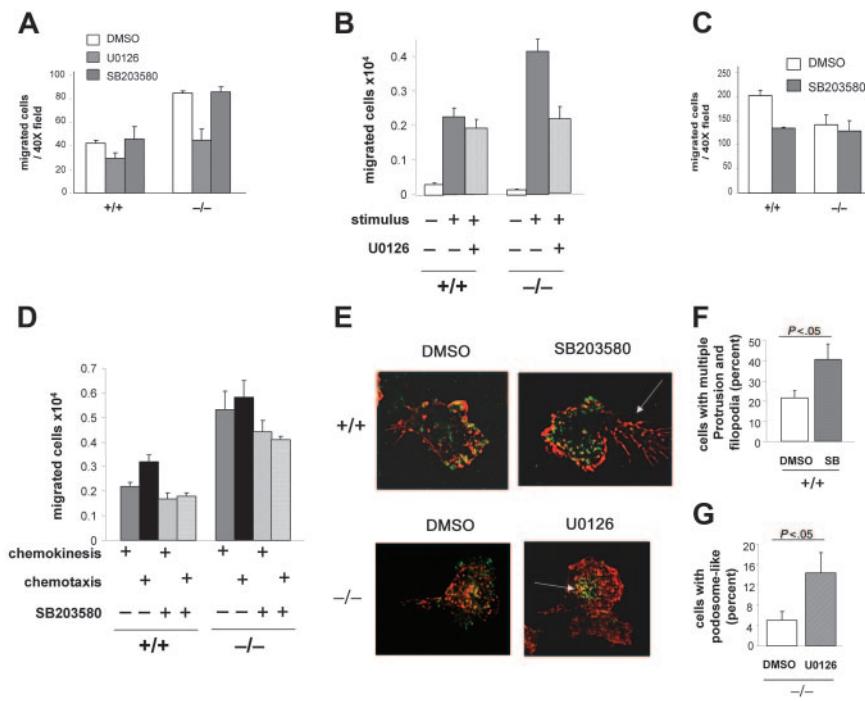 A
DMSO
U0126
SB203580
migrated cells
/ 40X field
100
80
60
40
20
0
+/+
–/–
B
migrated cells x10⁴
0.4
0.3
0.2
0.1
0
stimulus – + + – + +
U0126 – – + – – +
+/+
–/–
C
DMSO
SB203580
migrated cells
/ 40X field
250
200
150
100
50
0
+/+
–/–
D
migrated cells x10⁴
0.7
0.6
0.5
0.4
0.3
0.2
0.1
0
chemokinesis + + + +
chemotaxis + + + +
SB203580 – – + + – – + +
+/+
–/–
E
DMSO
SB203580
+/+
DMSO
U0126
–/–
F
P<.05
cells with multiple
Protrusion and
filopodia (percent)
50
40
30
20
10
0
DMSO SB
+/+
G
P<.05
cells with
podosome-like
(percent)
20
16
12
8
4
0
DMSO U0126
–/–